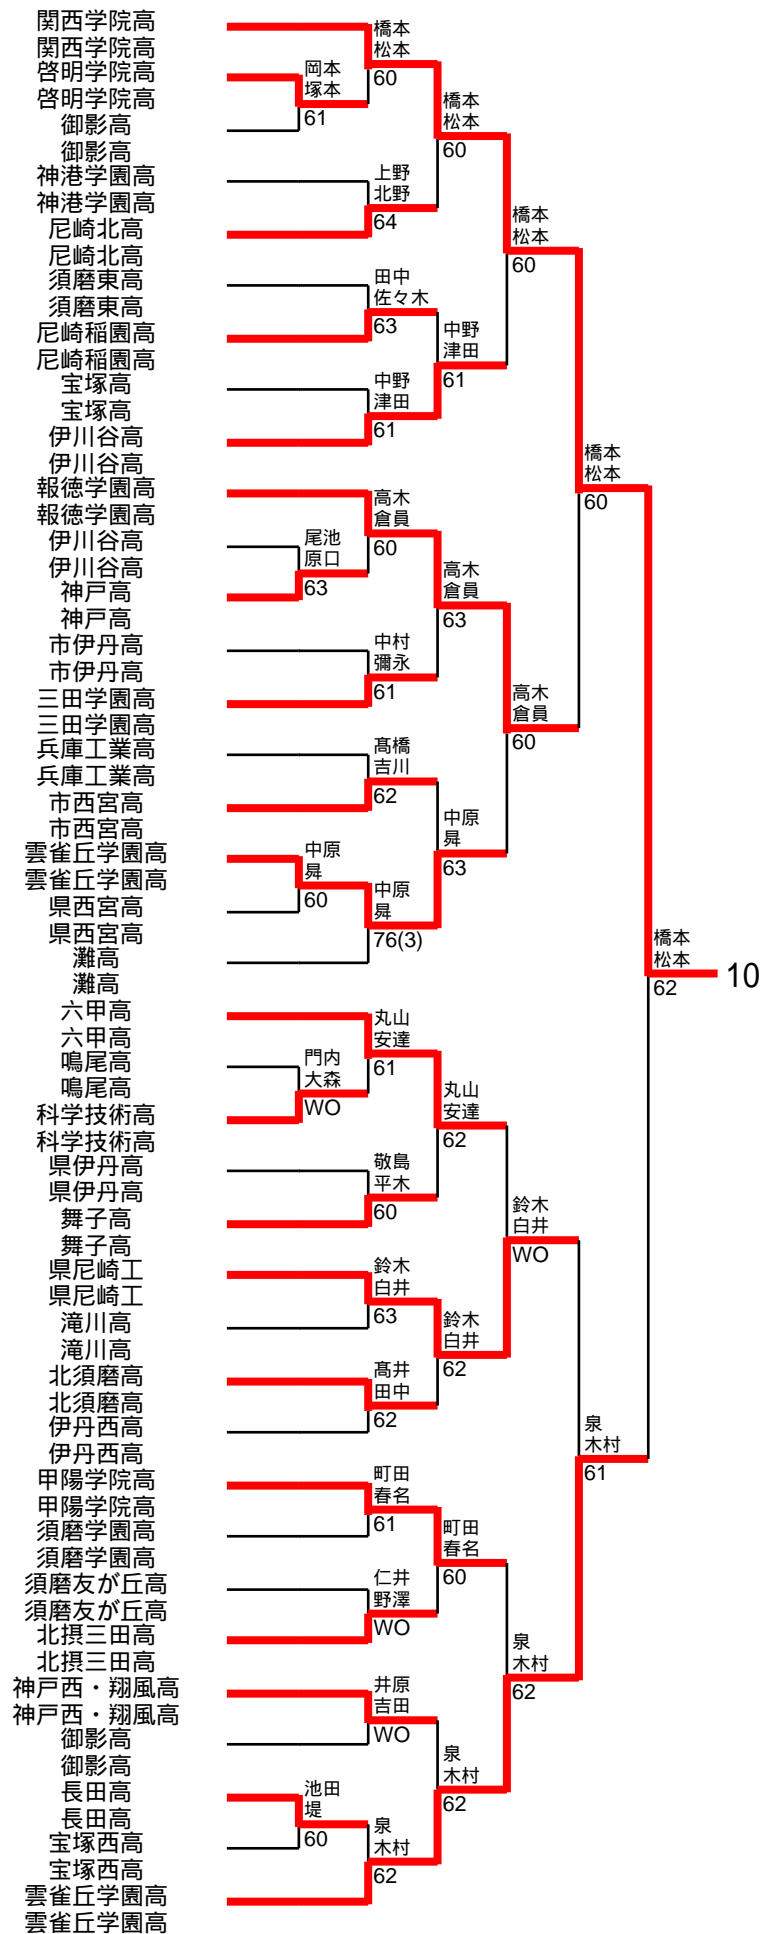 関西学院高
関西学院高
啓明学院高
啓明学院高
御影高
御影高
神港学園高
神港学園高
尼崎北高
尼崎北高
須磨東高
須磨東高
尼崎稲園高
尼崎稲園高
宝塚高
宝塚高
伊川谷高
伊川谷高
報徳学園高
報徳学園高
伊川谷高
伊川谷高
神戸高
神戸高
市伊丹高
市伊丹高
三田学園高
三田学園高
兵庫工業高
兵庫工業高
市西宮高
市西宮高
雲雀丘学園高
雲雀丘学園高
県西宮高
県西宮高
灘高
灘高
六甲高
六甲高
鳴尾高
鳴尾高
科学技術高
科学技術高
県伊丹高
県伊丹高
舞子高
舞子高
県尼崎工
県尼崎工
滝川高
滝川高
北須磨高
北須磨高
伊丹西高
伊丹西高
甲陽学院高
甲陽学院高
須磨学園高
須磨学園高
須磨友が丘高
須磨友が丘高
北摂三田高
北摂三田高
神戸西・翔風高
神戸西・翔風高
御影高
御影高
長田高
長田高
宝塚西高
宝塚西高
雲雀丘学園高
雲雀丘学園高
岡本
塚本
61
尾池
原口
63
中原
曻
60
門内
大森
WO
池田
堤
60
橋本
松本
60
上野
北野
64
田中
佐々木
63
中野
津田
61
高木
倉員
60
中村
彌永
61
髙橋
吉川
62
中原
曻
76(3)
丸山
安達
61
敬島
平木
60
鈴木
白井
63
髙井
田中
62
町田
春名
61
仁井
野澤
WO
井原
吉田
WO
泉
木村
62
橋本
松本
60
中野
津田
61
高木
倉員
63
中原
曻
63
丸山
安達
62
鈴木
白井
62
町田
春名
60
泉
木村
62
橋本
松本
60
高木
倉員
60
鈴木
白井
WO
泉
木村
62
橋本
松本
60
泉
木村
61
橋本
松本
62
10